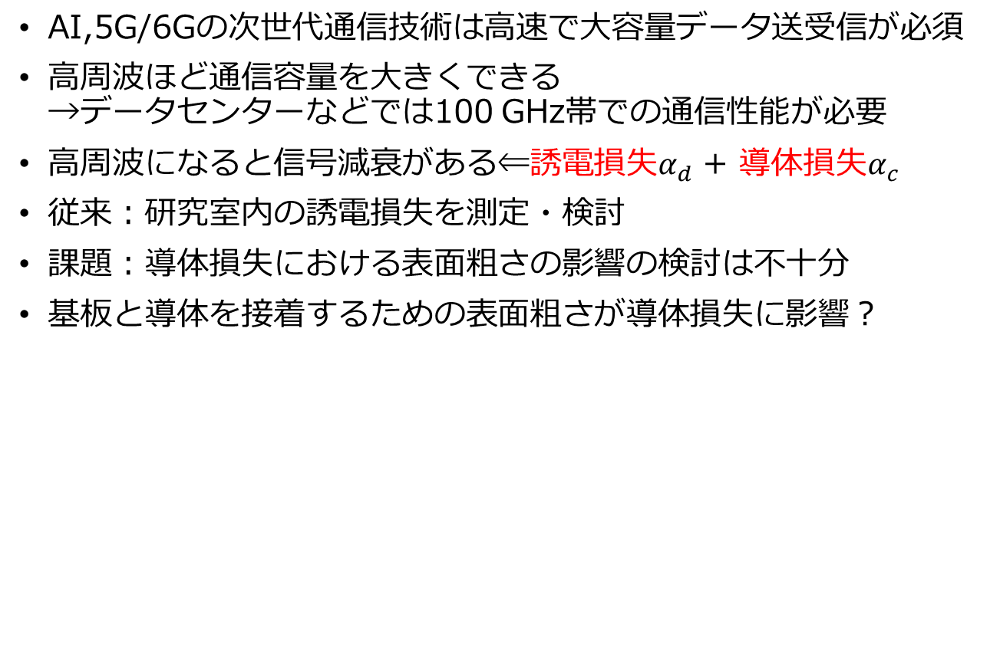 • AI,5G/6Gの次世代通信技術は高速で大容量データ送受信が必須
• 高周波ほど通信容量を大きくできる
→データセンターなどでは100 GHz帯での通信性能が必要
• 高周波になると信号減衰がある⇐誘電損失𝛼𝑑 + 導体損失𝛼𝑐
• 従来：研究室内の誘電損失を測定・検討
• 課題：導体損失における表面粗さの影響の検討は不十分
• 基板と導体を接着するための表面粗さが導体損失に影響？